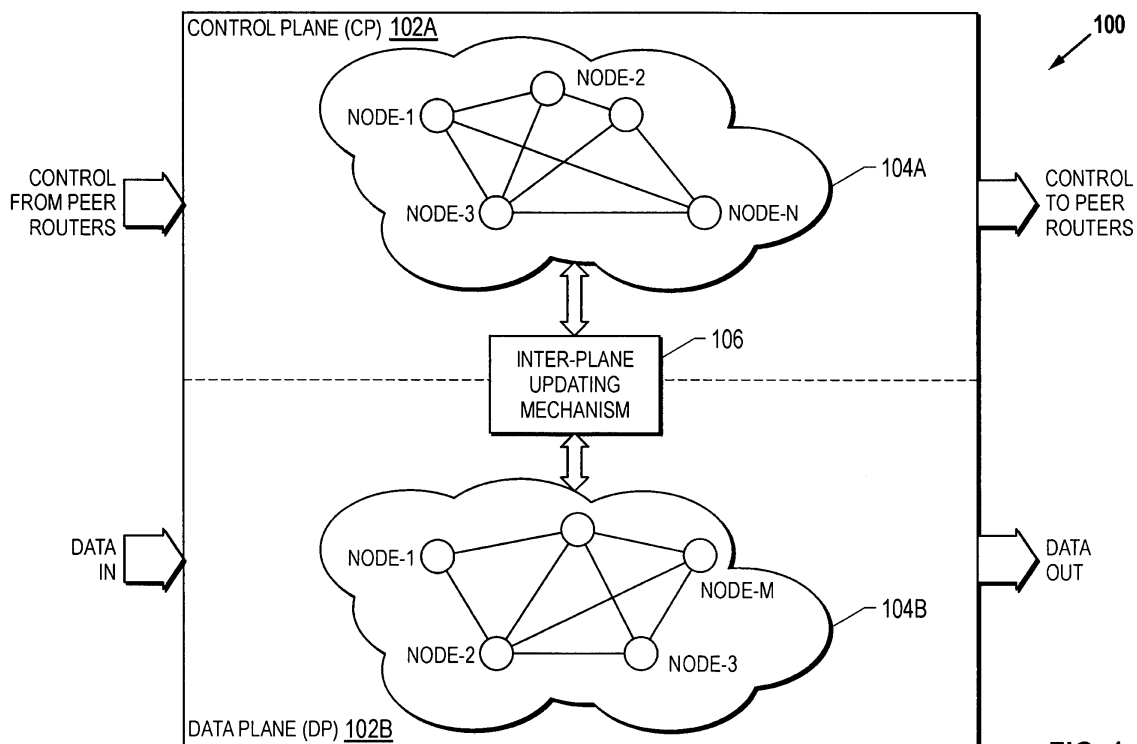 CONTROL PLANE (CP) 102A
100
NODE-2
NODE-1
104A
CONTROL
FROM PEER
ROUTERS
CONTROL
TO PEER
ROUTERS
NODE-3
NODE-N
106
INTER-PLANE
UPDATING
MECHANISM
DATA
IN
NODE-1
DATA
OUT
NODE-M
104B
NODE-2
NODE-3
DATA PLANE (DP) 102B